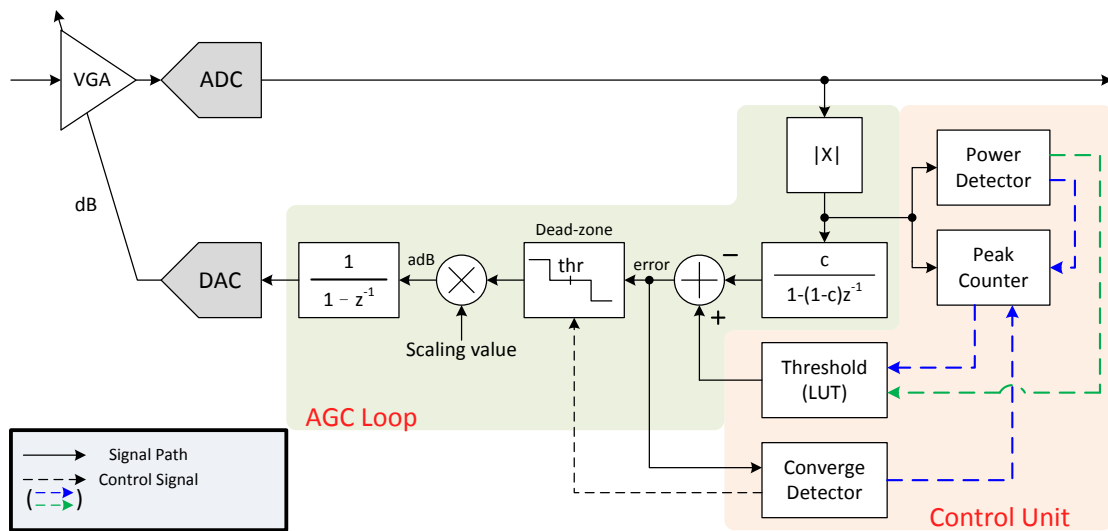 VGA
ADC
|X|
Power
Detector
dB
Dead-zone
DAC
1
1 − z⁻¹
adB
thr
error
−
+
c
1-(1-c)z⁻¹
Peak
Counter
Scaling value
Threshold
(LUT)
AGC Loop
Signal Path
Control Signal
( )
Converge
Detector
Control Unit